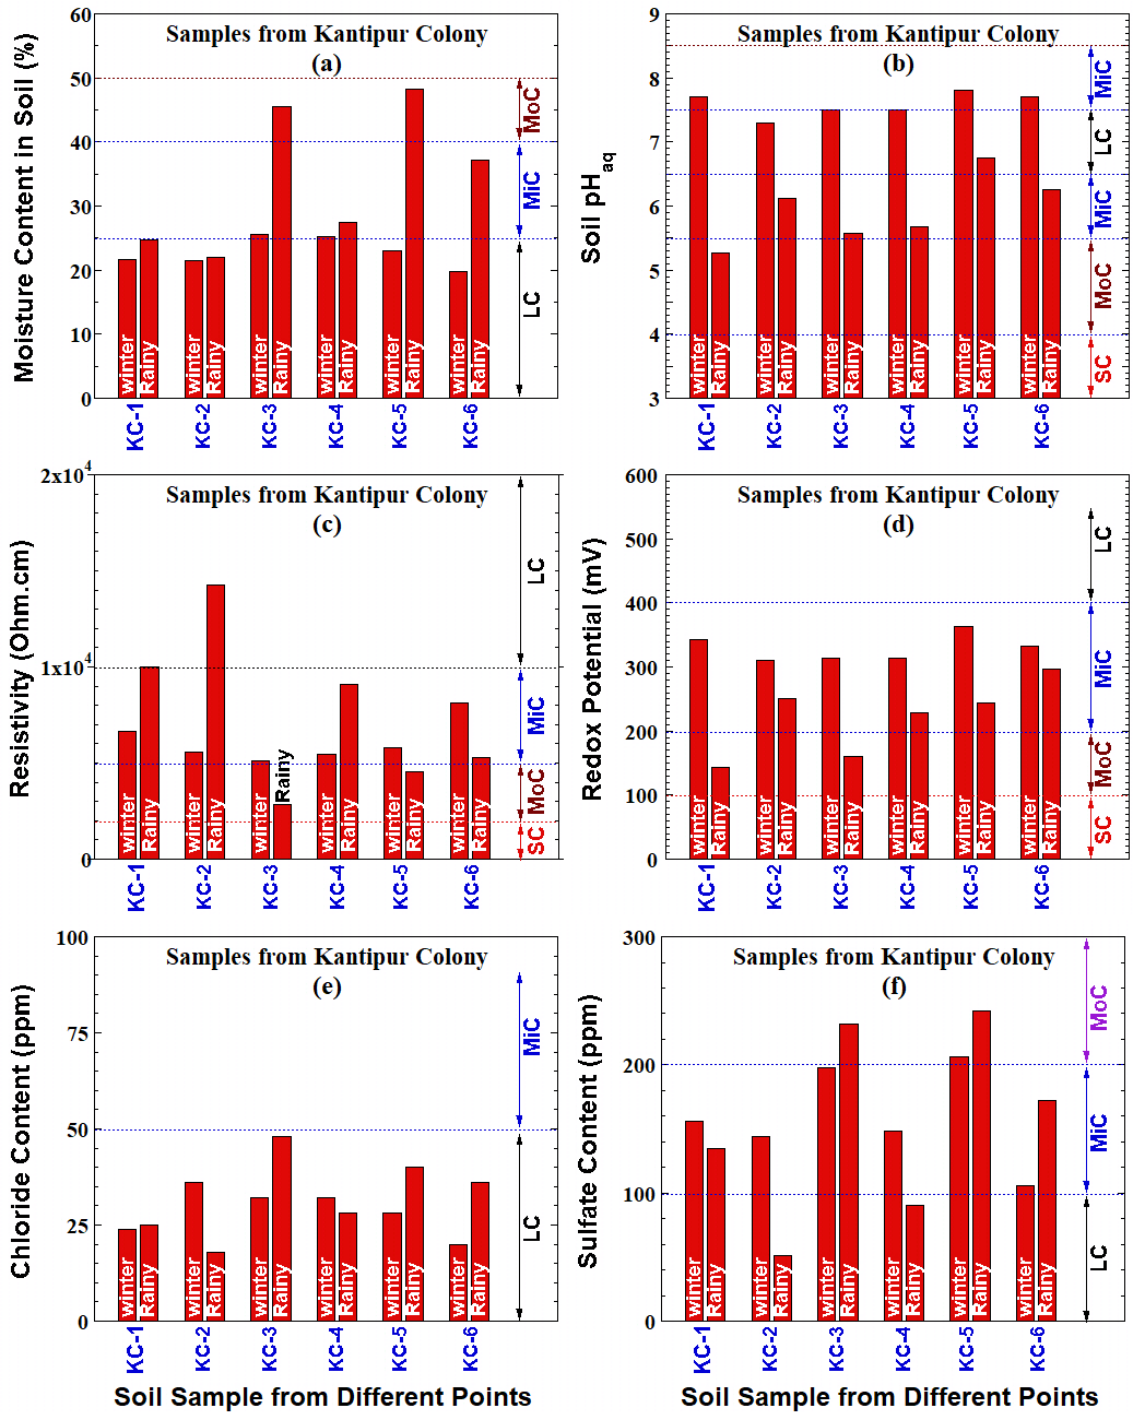 Samples from Kantipur Colony
(a)
Moisture Content in Soil (%)
60
50
40
30
20
10
0
MoC
MiC
LC
winter
Rainy
winter
Rainy
winter
Rainy
winter
Rainy
winter
Rainy
winter
Rainy
KC-1
KC-2
KC-3
KC-4
KC-5
KC-6
Samples from Kantipur Colony
(b)
Soil pHaq
9
8
7
6
5
4
3
MiC
LC
MiC
MoC
SC
winter
Rainy
winter
Rainy
winter
Rainy
winter
Rainy
winter
Rainy
winter
Rainy
KC-1
KC-2
KC-3
KC-4
KC-5
KC-6
Samples from Kantipur Colony
(c)
Resistivity (Ohm.cm)
2x10⁴
1x10⁴
0
LC
MiC
MoC
SC
winter
Rainy
winter
Rainy
winter
Rainy
winter
Rainy
winter
Rainy
winter
Rainy
KC-1
KC-2
KC-3
KC-4
KC-5
KC-6
Samples from Kantipur Colony
(d)
Redox Potential (mV)
600
500
400
300
200
100
0
LC
MiC
MoC
SC
winter
Rainy
winter
Rainy
winter
Rainy
winter
Rainy
winter
Rainy
winter
Rainy
KC-1
KC-2
KC-3
KC-4
KC-5
KC-6
Samples from Kantipur Colony
(e)
Chloride Content (ppm)
100
75
50
25
0
MiC
LC
winter
Rainy
winter
Rainy
winter
Rainy
winter
Rainy
winter
Rainy
winter
Rainy
KC-1
KC-2
KC-3
KC-4
KC-5
KC-6
Soil Sample from Different Points
Samples from Kantipur Colony
(f)
Sulfate Content (ppm)
300
200
100
0
MoC
MiC
LC
winter
Rainy
winter
Rainy
winter
Rainy
winter
Rainy
winter
Rainy
winter
Rainy
KC-1
KC-2
KC-3
KC-4
KC-5
KC-6
Soil Sample from Different Points